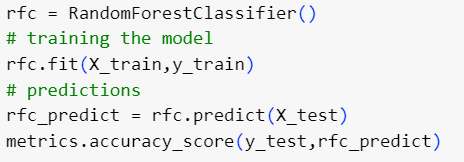 rfc = RandomForestClassifier()
# training the model
rfc.fit(X_train,y_train)
# predictions
rfc_predict = rfc.predict(X_test)
metrics.accuracy_score(y_test,rfc_predict)